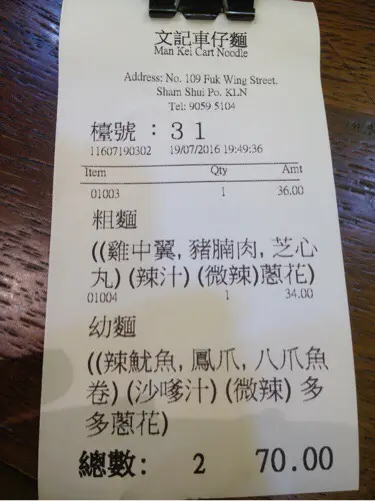 文記車仔麵
Man Kei Cart Noodle
Address: No. 109 Fuk Wing Street.
Sham Shui Po. KLN
Tel: 9059 5104
檯號 : 31
11607190302 19/07/2016 19:49:36
Item Qty Amt
01003 1 36.00
粗麵
((雞中翼, 豬腩肉, 芝心
丸) (辣汁) (微辣)蔥花)
01004 1 34.00
幼麵
((辣魷魚, 鳳爪, 八爪魚
卷) (沙嗲汁) (微辣) 多
多蔥花)
總數: 2 70.00